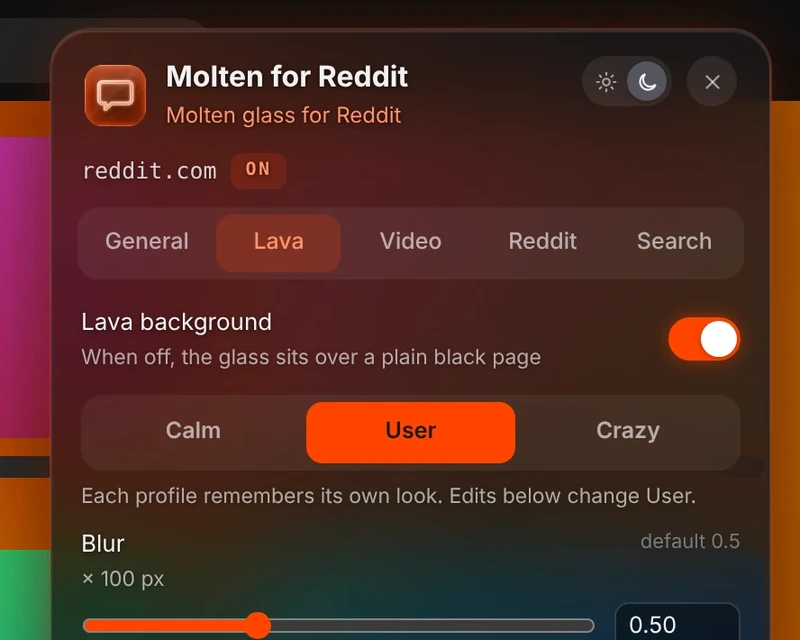 Molten for Reddit
Molten glass for Reddit
reddit.com ON
General Lava Video Reddit Search
Lava background
When off, the glass sits over a plain black page
Calm User Crazy
Each profile remembers its own look. Edits below change User.
Blur default 0.5
× 100 px
0.50